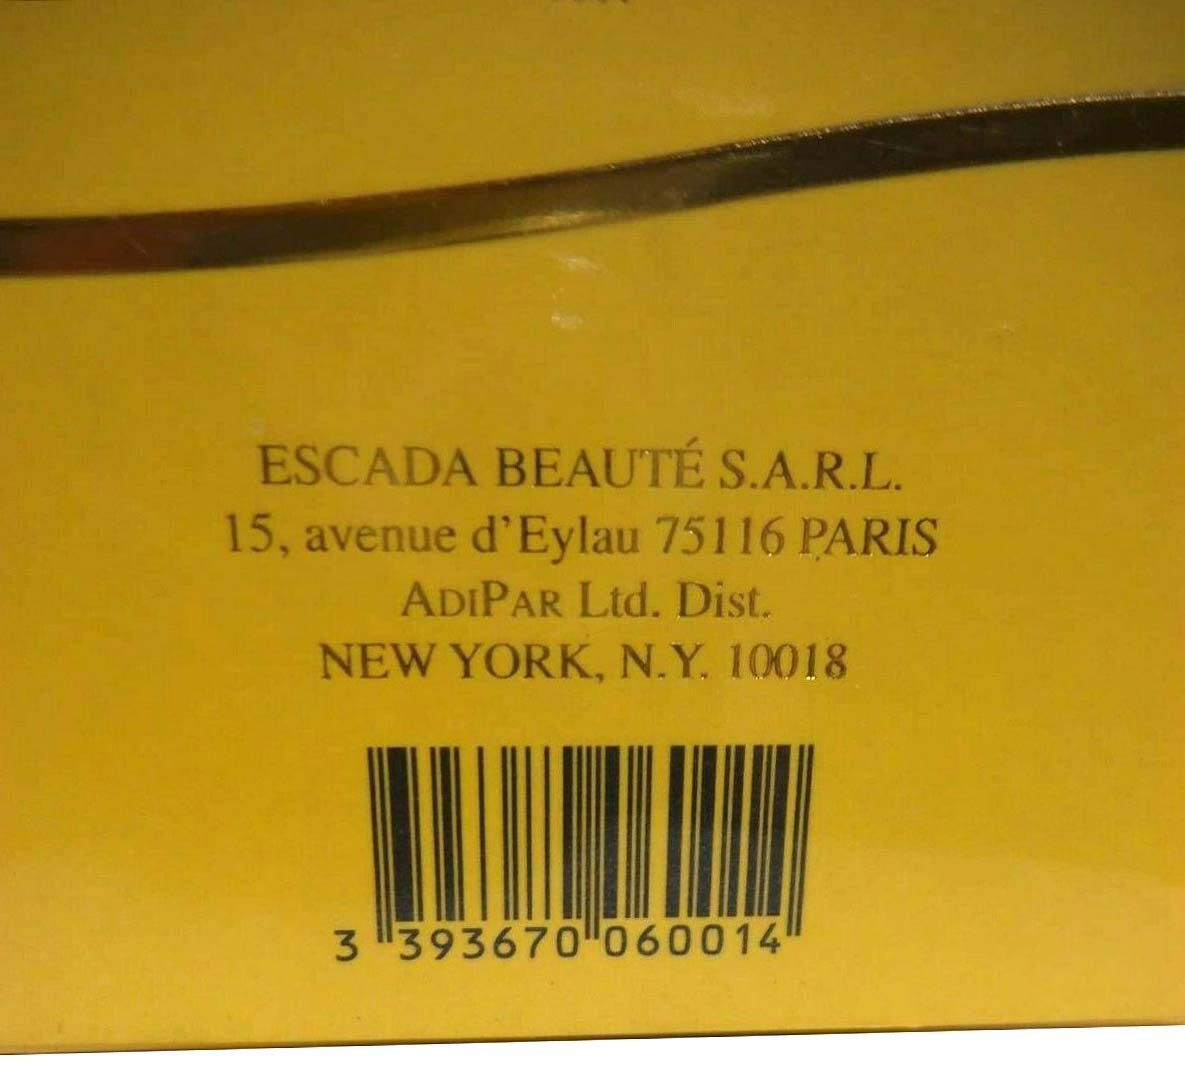 ESCADA BEAUTÉ S.A.R.L.
15, avenue d'Eylau 75116 PARIS
ADIPAR Ltd. Dist.
NEW YORK, N.Y. 10018
3 393670 060014